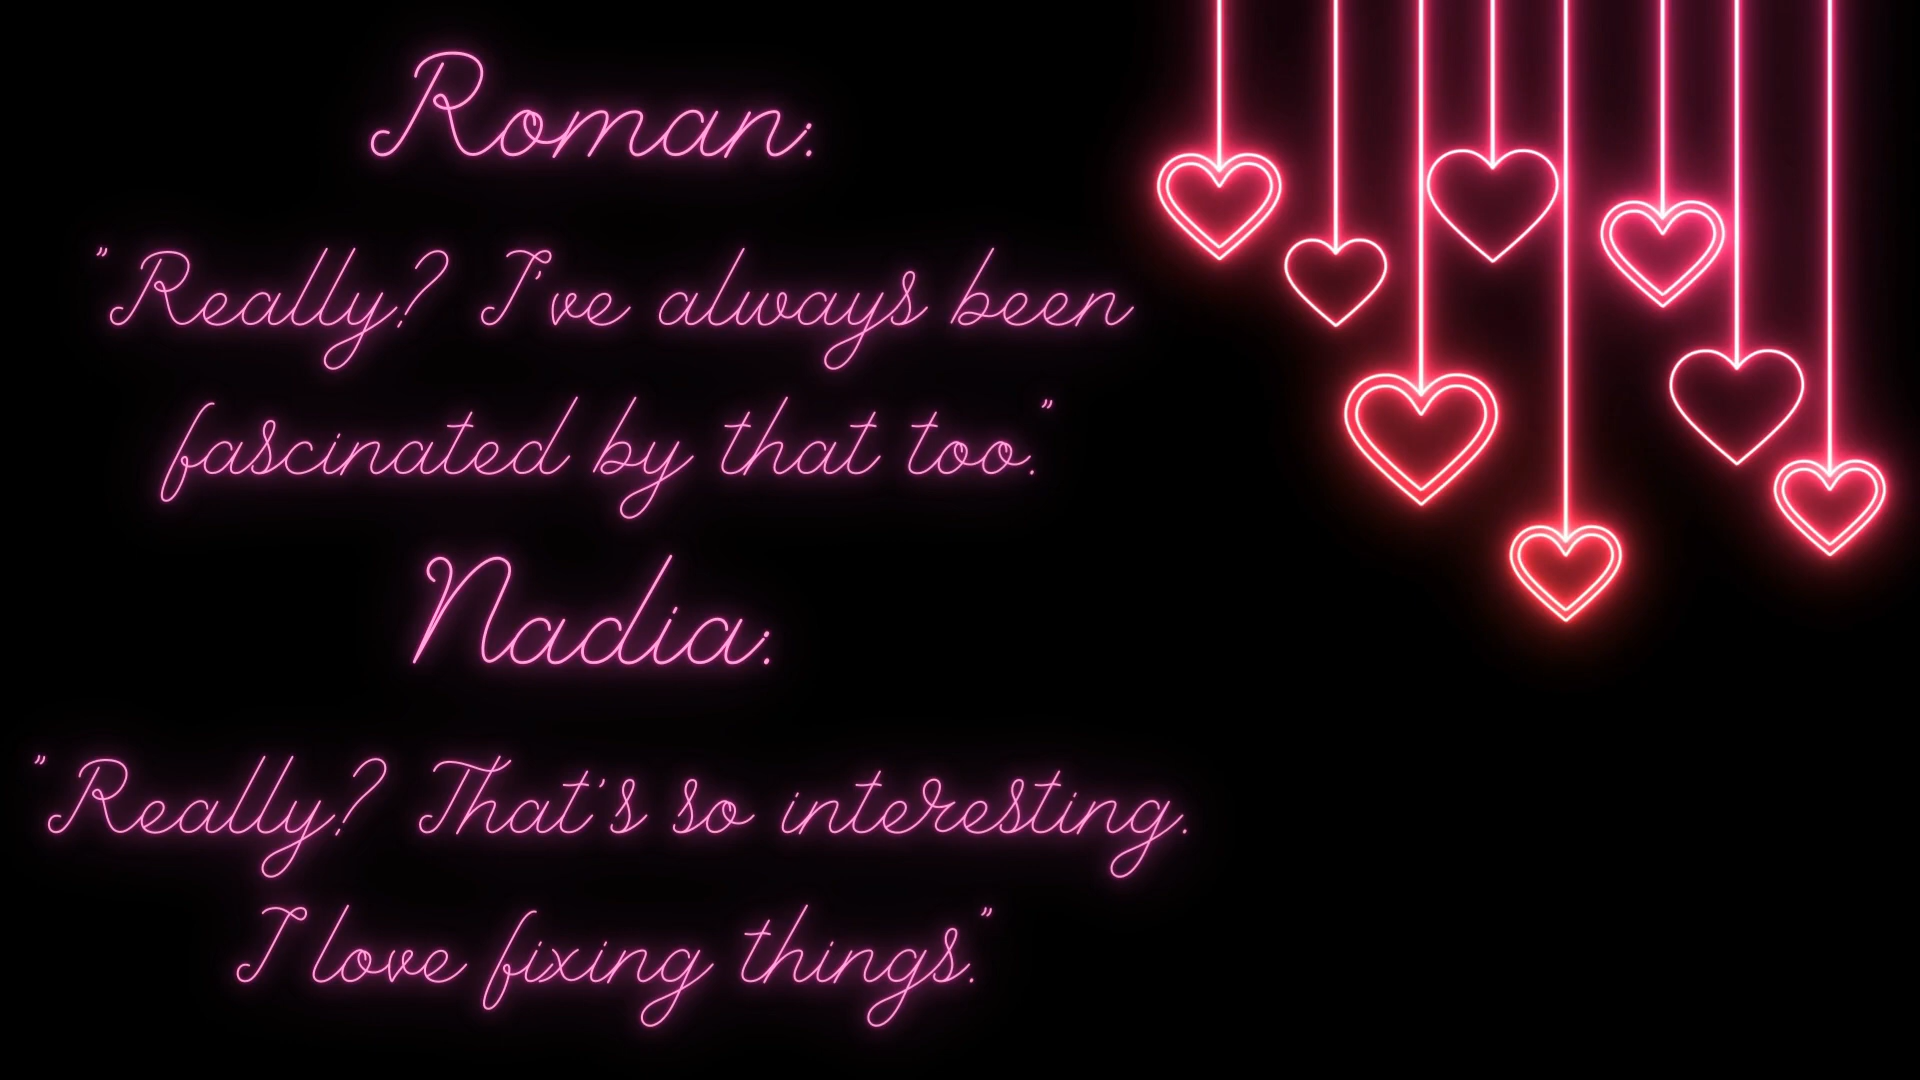 Roman:
"Really? I've always been
fascinated by that too."
Nadia:
"Really? That's so interesting.
I love fixing things."